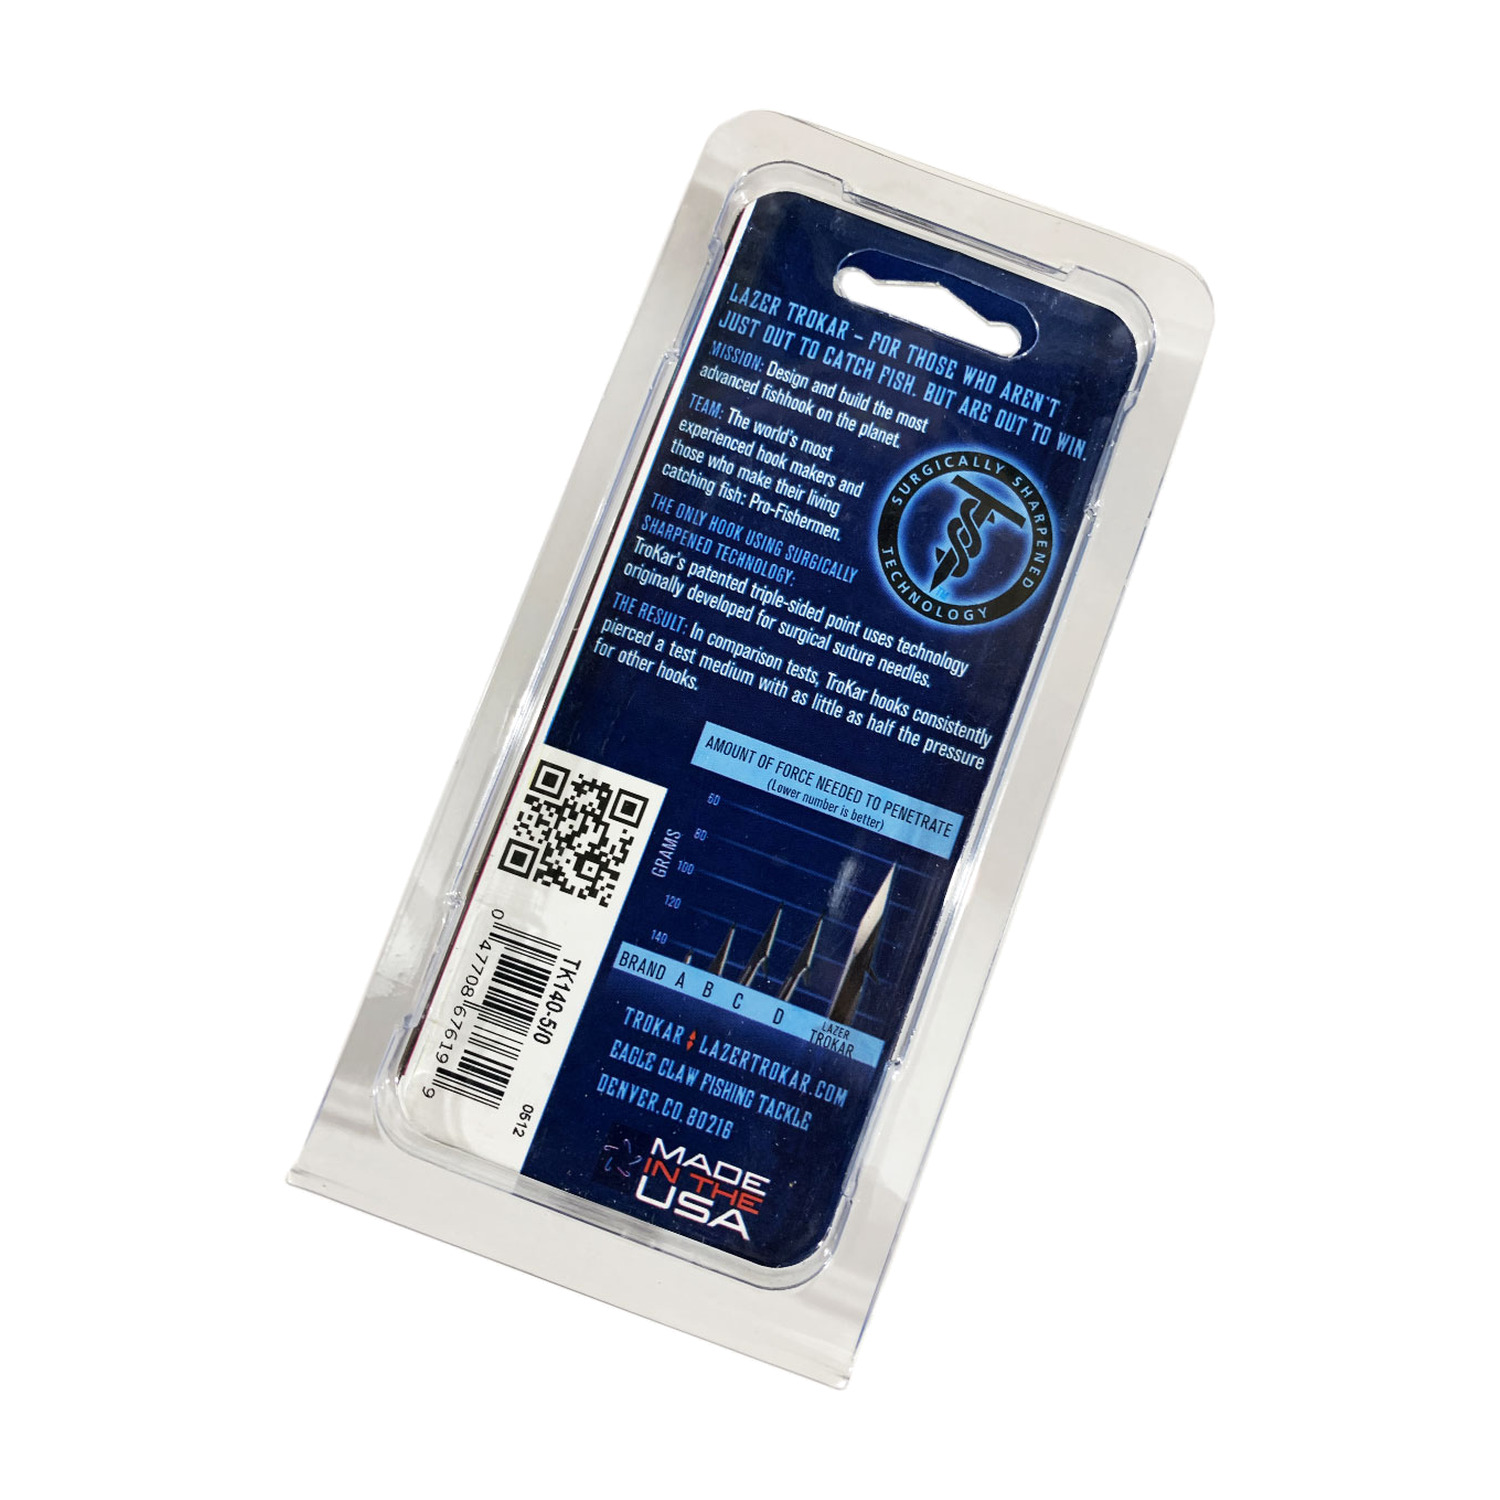 LAZER TROKAR – FOR THOSE WHO AREN'T
JUST OUT TO CATCH FISH, BUT ARE OUT TO WIN.
MISSION: Design and build the most
advanced fishhook on the planet.
TEAM: The world's most
experienced hook makers and
those who make their living
catching fish: Pro-Fishermen.
SURGICALLY SHARPENED
TECHNOLOGY
TM
THE ONLY HOOK USING SURGICALLY
SHARPENED TECHNOLOGY:
TroKar's patented triple-sided point uses technology
originally developed for surgical suture needles.
THE RESULT: In comparison tests, TroKar hooks consistently
pierced a test medium with as little as half the pressure
for other hooks.
AMOUNT OF FORCE NEEDED TO PENETRATE
(Lower number is better)
GRAMS
60
80
100
120
140
BRAND A B C D LAZER
TROKAR
TROKAR LAZERTROKAR.COM
EAGLE CLAW FISHING TACKLE
DENVER, CO. 80216
MADE
IN THE
USA
TK140-5/0
0 47708 67619 9
0512